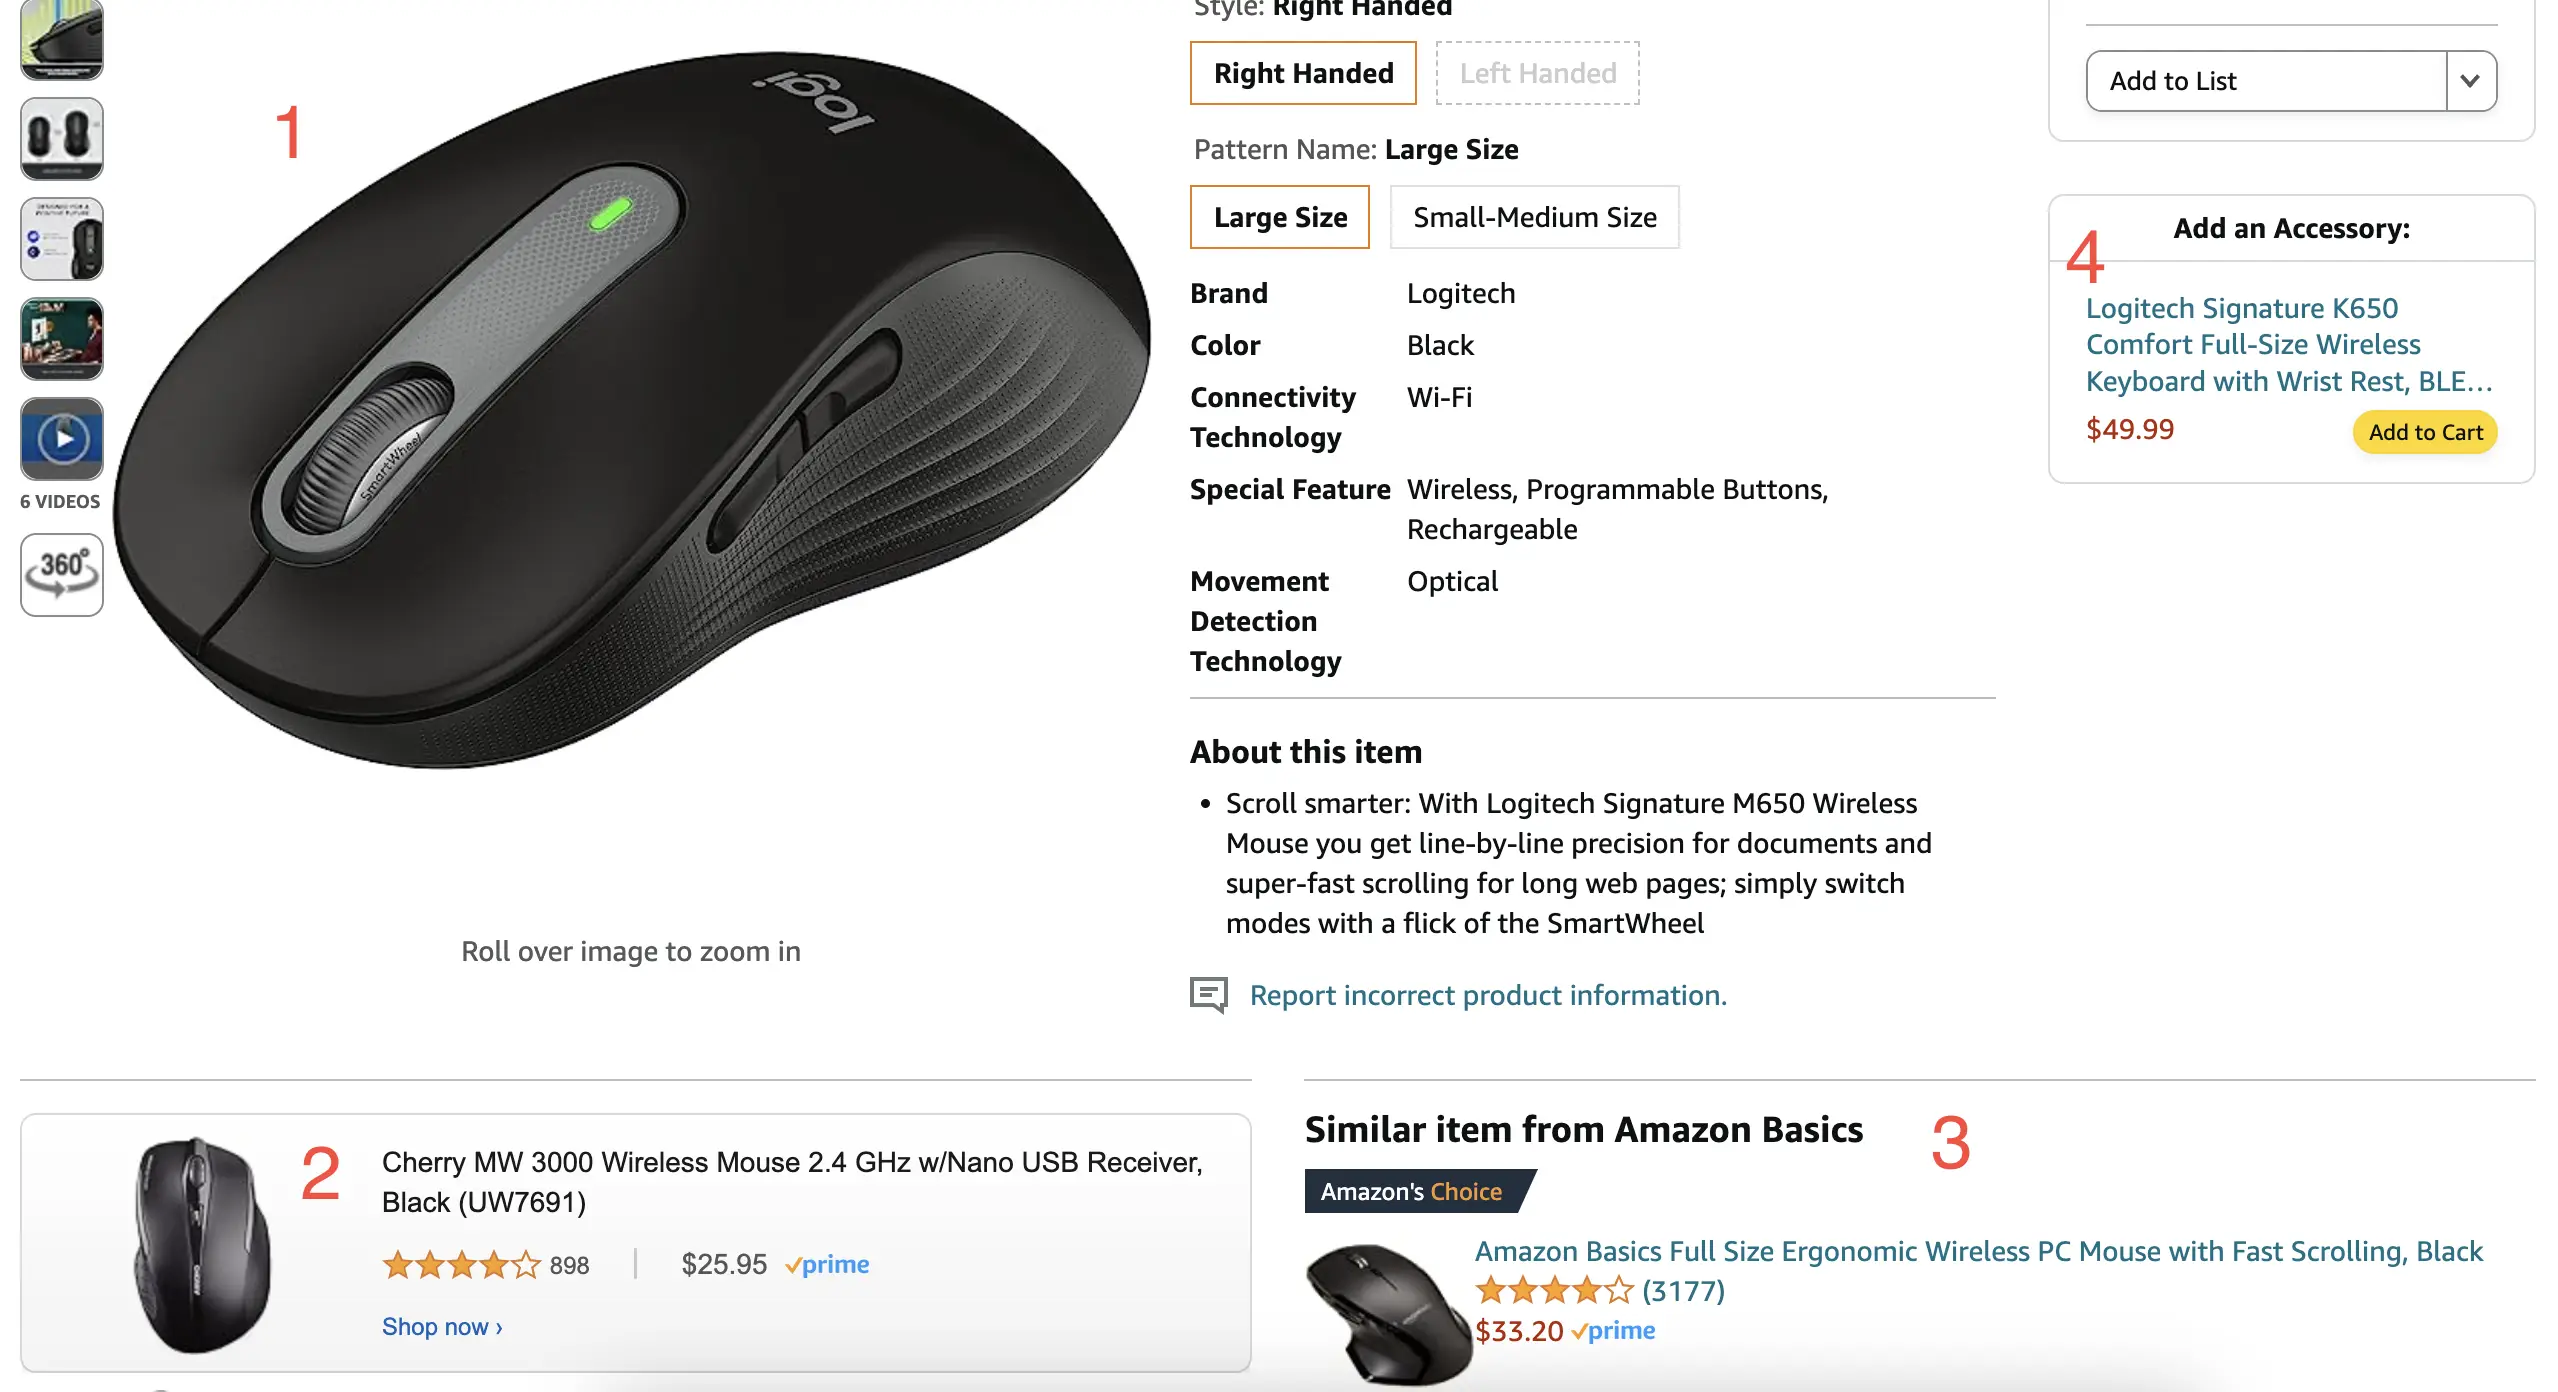 Style: Right Handed
Right Handed
Left Handed
Pattern Name: Large Size
Large Size
Small-Medium Size
Brand Logitech
Color Black
Connectivity Wi-Fi
Technology
Special Feature Wireless, Programmable Buttons,
Rechargeable
Movement Optical
Detection
Technology
About this item
• Scroll smarter: With Logitech Signature M650 Wireless
Mouse you get line-by-line precision for documents and
super-fast scrolling for long web pages; simply switch
modes with a flick of the SmartWheel
Report incorrect product information.
1
logi
SmartWheel
6 VIDEOS
360°
Roll over image to zoom in
Add to List
Add an Accessory:
4
Logitech Signature K650
Comfort Full-Size Wireless
Keyboard with Wrist Rest, BLE…
$49.99
Add to Cart
2
Cherry MW 3000 Wireless Mouse 2.4 GHz w/Nano USB Receiver,
Black (UW7691)
898 | $25.95 prime
Shop now ›
Similar item from Amazon Basics
3
Amazon's Choice
Amazon Basics Full Size Ergonomic Wireless PC Mouse with Fast Scrolling, Black
(3177)
$33.20 prime